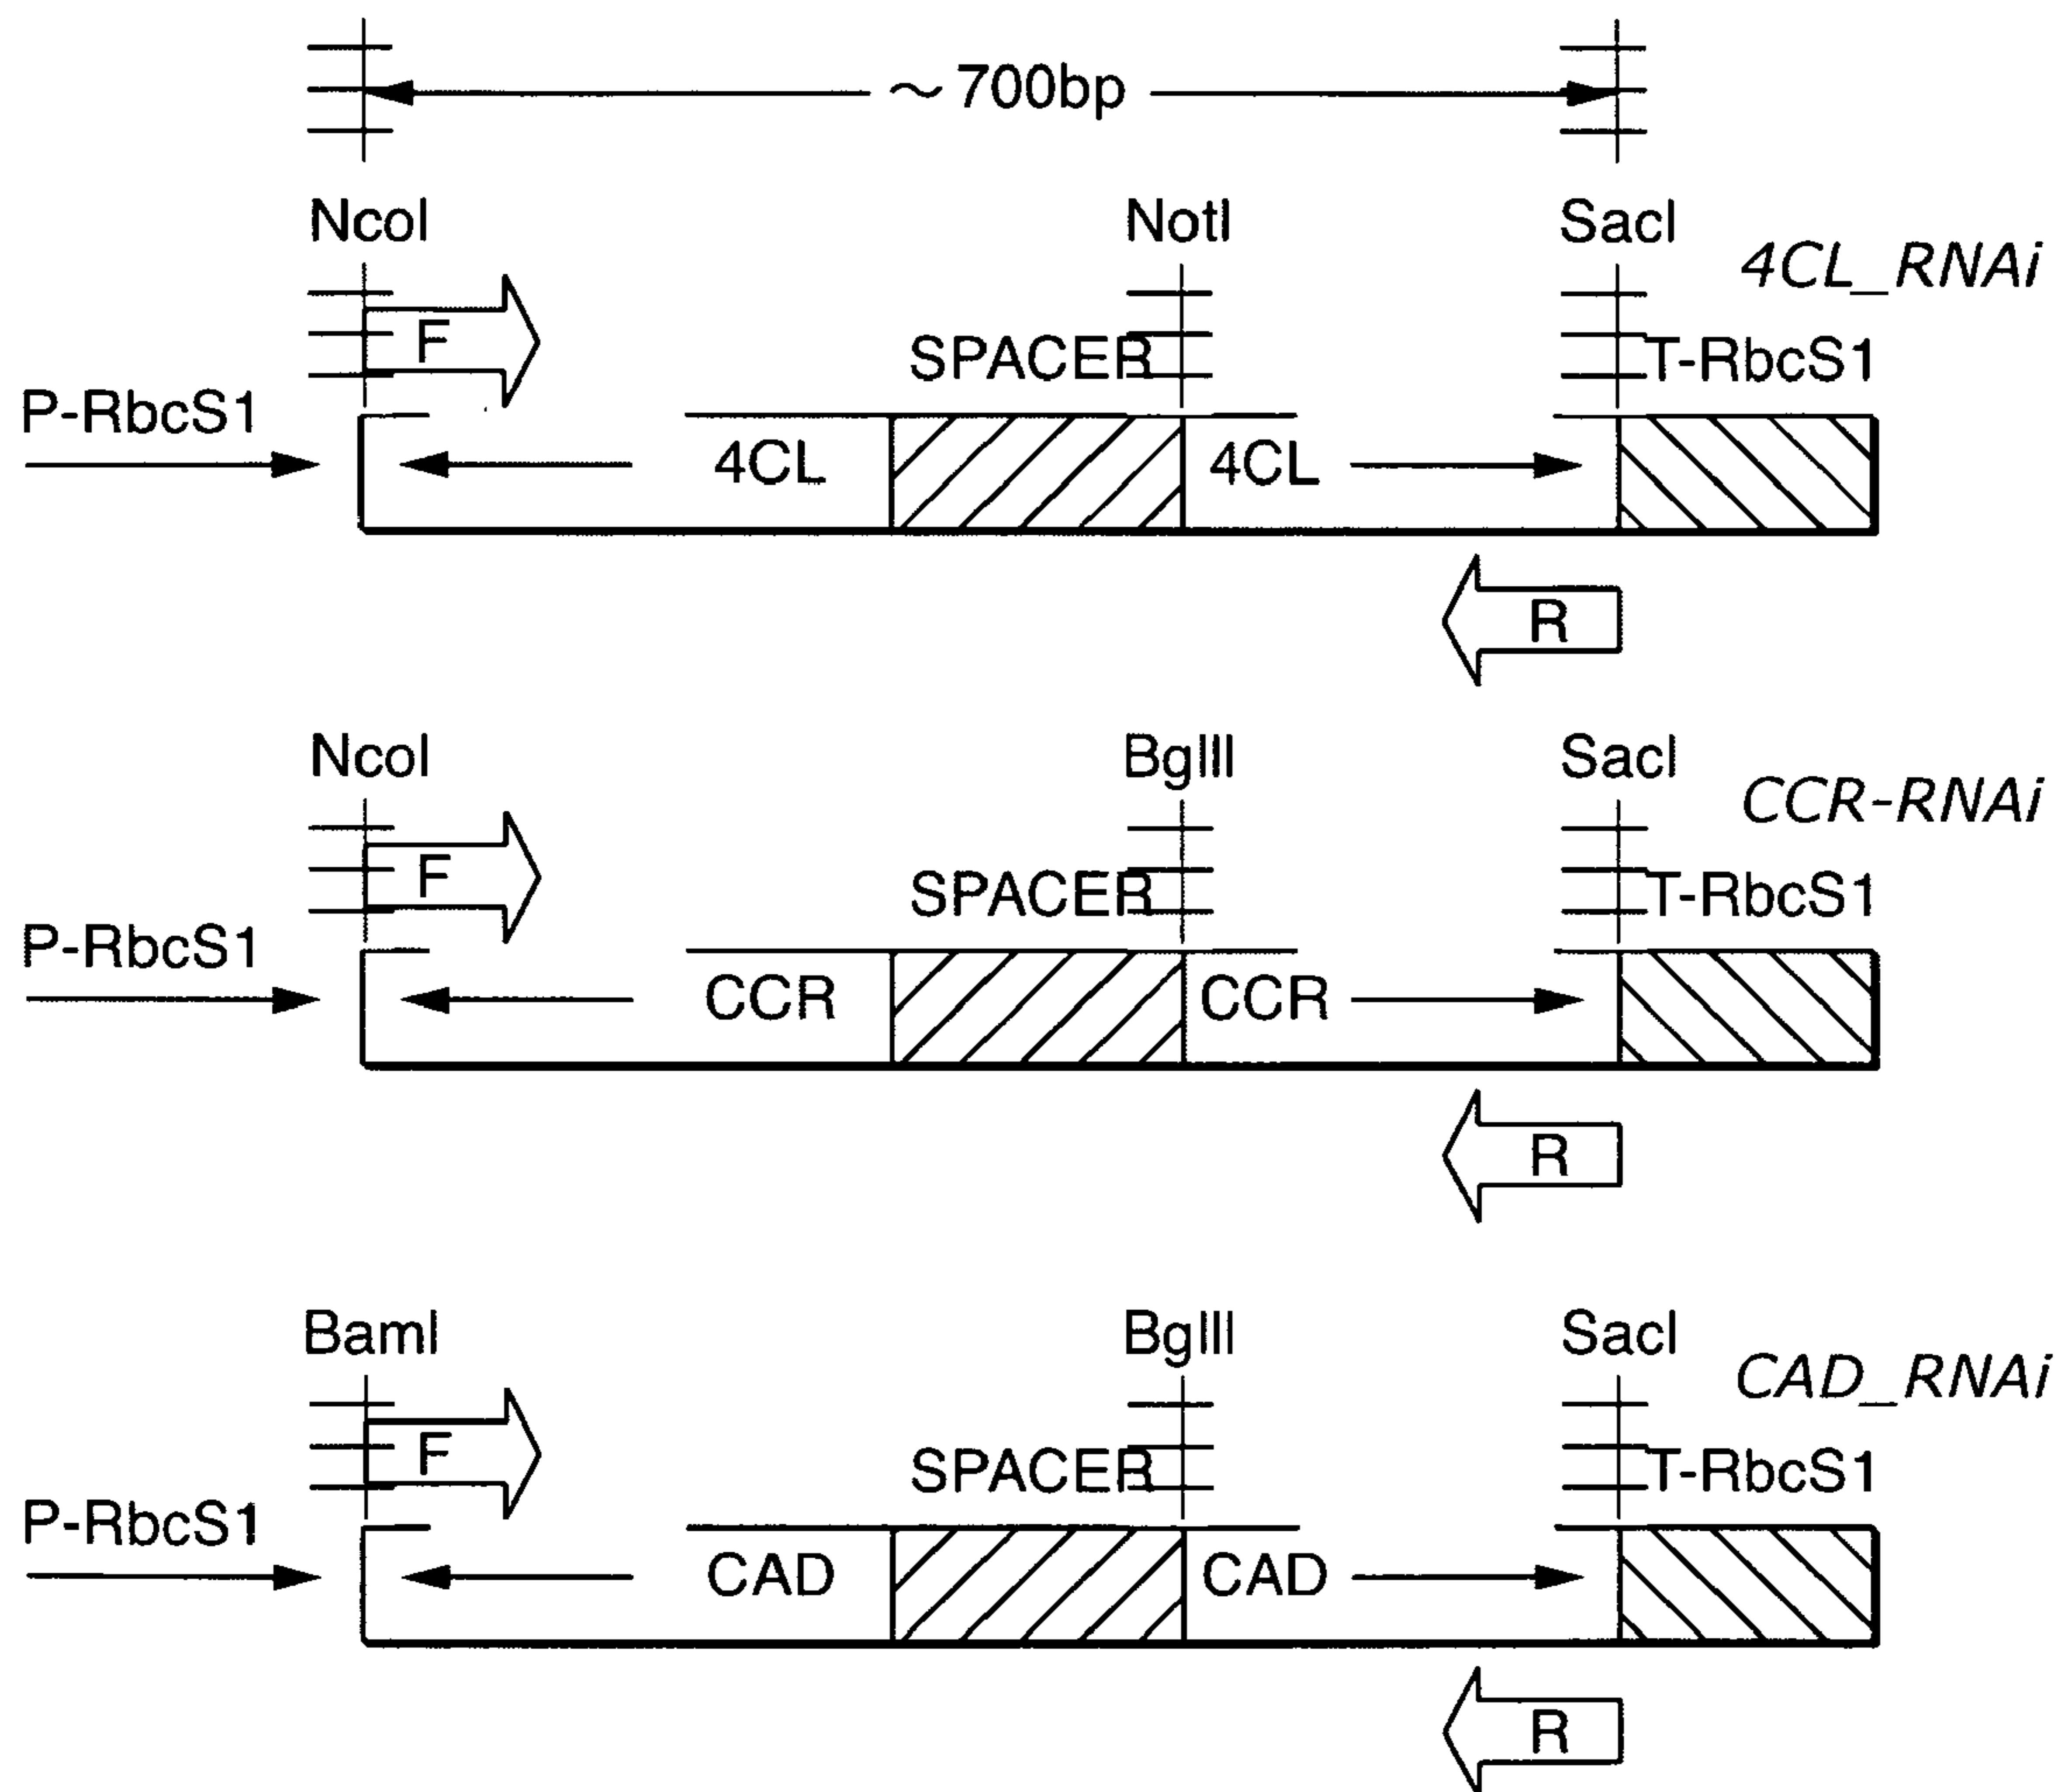 ~700bp
NcoI NotI SacI
4CL_RNAi
F SPACER T-RbcS1
P-RbcS1
4CL 4CL
R
NcoI BglII SacI
CCR-RNAi
F SPACER T-RbcS1
P-RbcS1
CCR CCR
R
BamI BglII SacI
CAD_RNAi
F SPACER T-RbcS1
P-RbcS1
CAD CAD
R